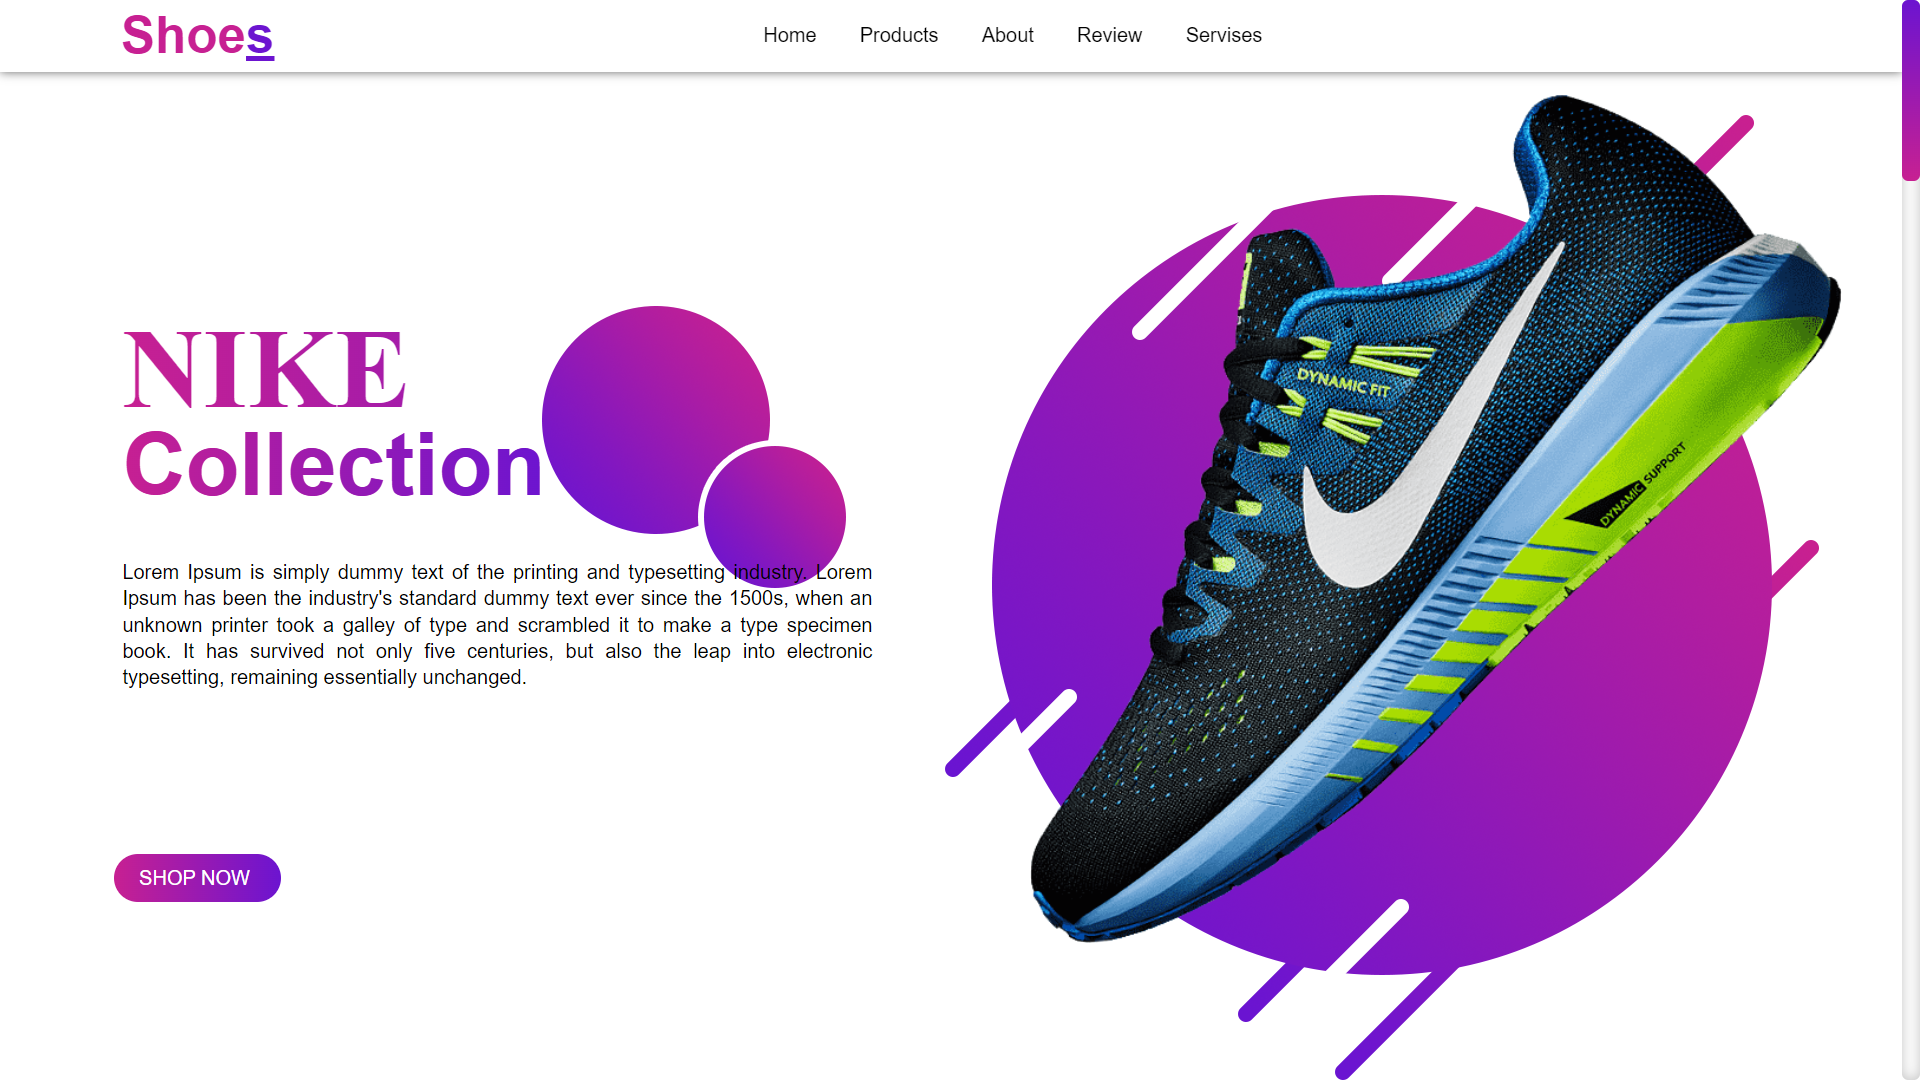 Shoes
Home Products About Review Servises
NIKE
Collection
Lorem Ipsum is simply dummy text of the printing and typesetting industry. Lorem
Ipsum has been the industry's standard dummy text ever since the 1500s, when an
unknown printer took a galley of type and scrambled it to make a type specimen
book. It has survived not only five centuries, but also the leap into electronic
typesetting, remaining essentially unchanged.
SHOP NOW
DYNAMIC FIT
DYNAMIC SUPPORT